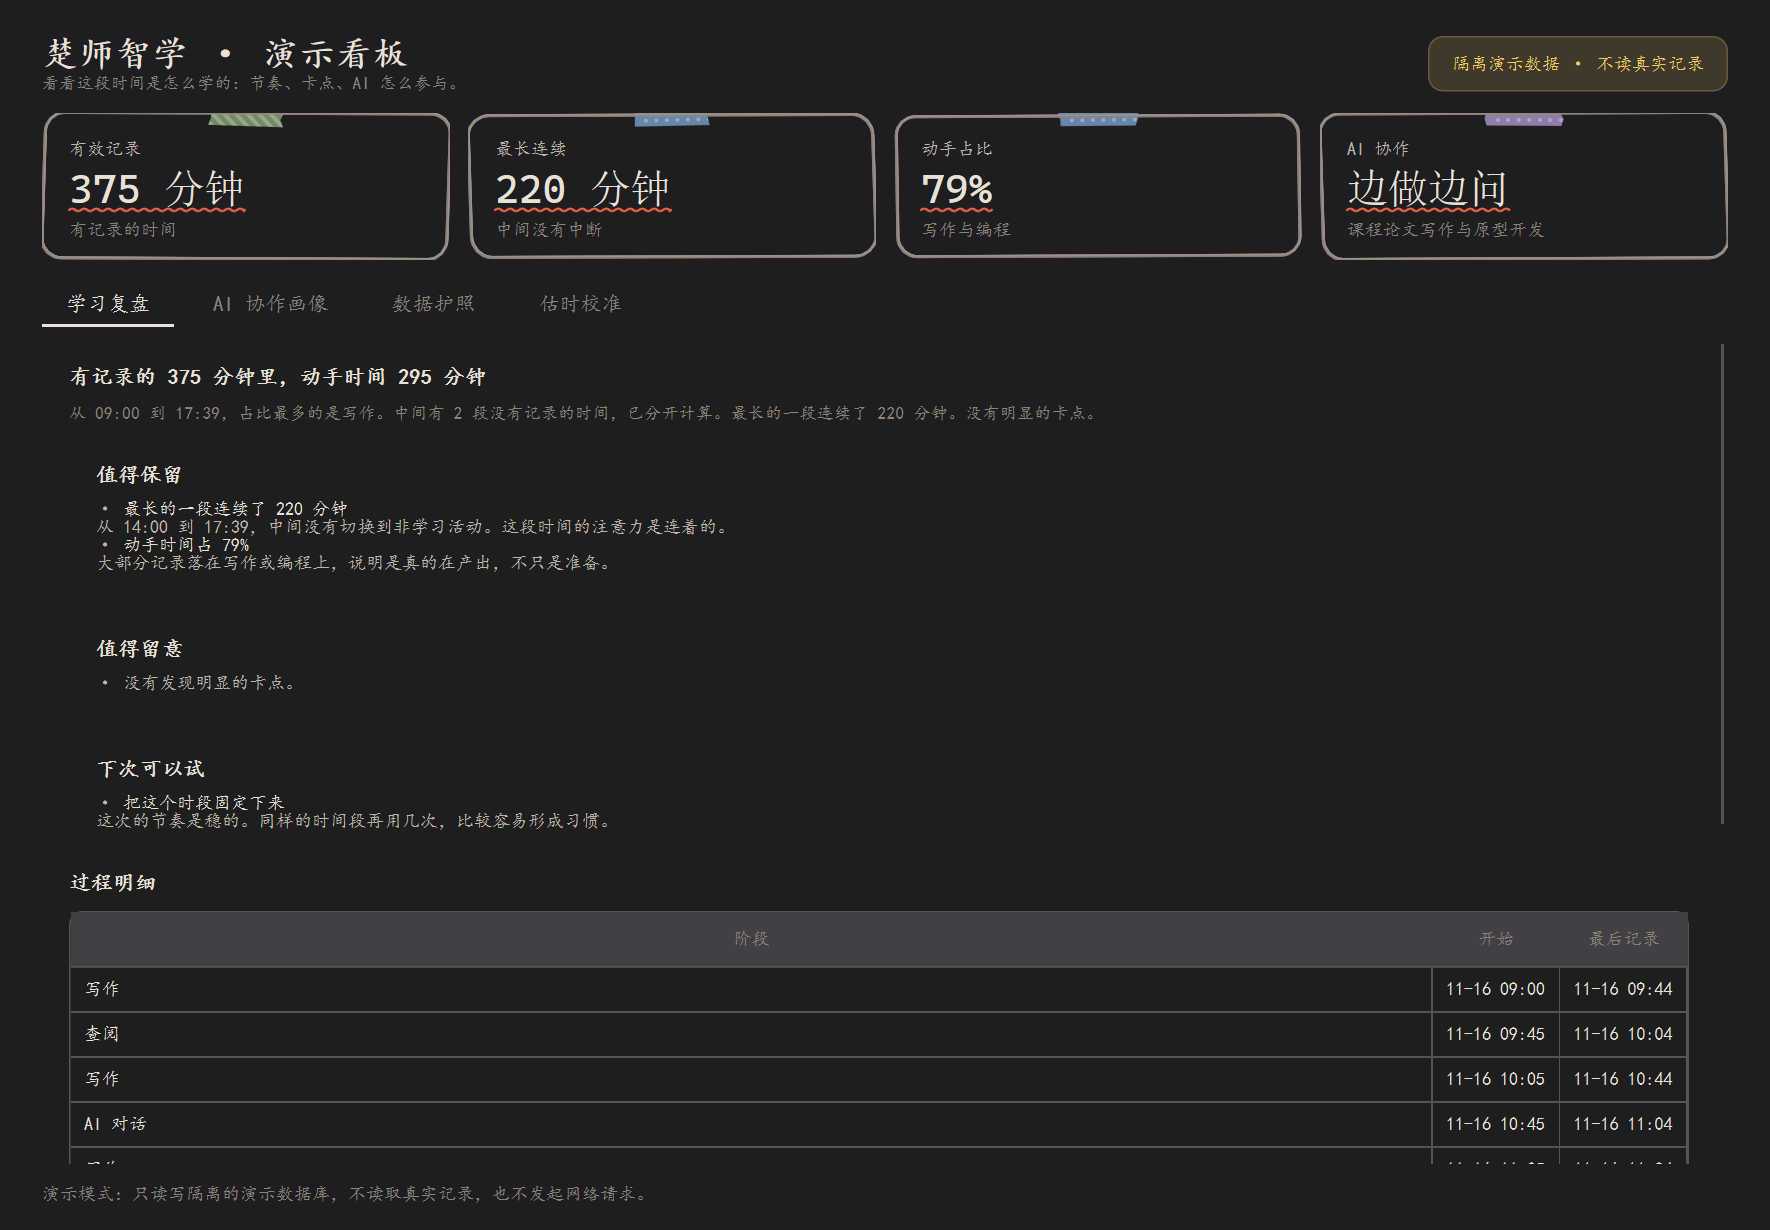 楚师智学 • 演示看板
看看这段时间是怎么学的：节奏、卡点、AI 怎么参与。
隔离演示数据 • 不读真实记录
有效记录
375 分钟
有记录的时间
最长连续
220 分钟
中间没有中断
动手占比
79%
写作与编程
AI 协作
边做边问
课程论文写作与原型开发
学习复盘 AI 协作画像 数据护照 估时校准
有记录的 375 分钟里，动手时间 295 分钟
从 09:00 到 17:39，占比最多的是写作。中间有 2 段没有记录的时间，已分开计算。最长的一段连续了 220 分钟。没有明显的卡点。
值得保留
• 最长的一段连续了 220 分钟
从 14:00 到 17:39，中间没有切换到非学习活动。这段时间的注意力是连着的。
• 动手时间占 79%
大部分记录落在写作或编程上，说明是真的在产出，不只是准备。
值得留意
• 没有发现明显的卡点。
下次可以试
• 把这个时段固定下来
这次的节奏是稳的。同样的时间段再用几次，比较容易形成习惯。
过程明细
阶段 开始 最后记录
写作 11-16 09:00 11-16 09:44
查阅 11-16 09:45 11-16 10:04
写作 11-16 10:05 11-16 10:44
AI 对话 11-16 10:45 11-16 11:04
演示模式：只读写隔离的演示数据库，不读取真实记录，也不发起网络请求。